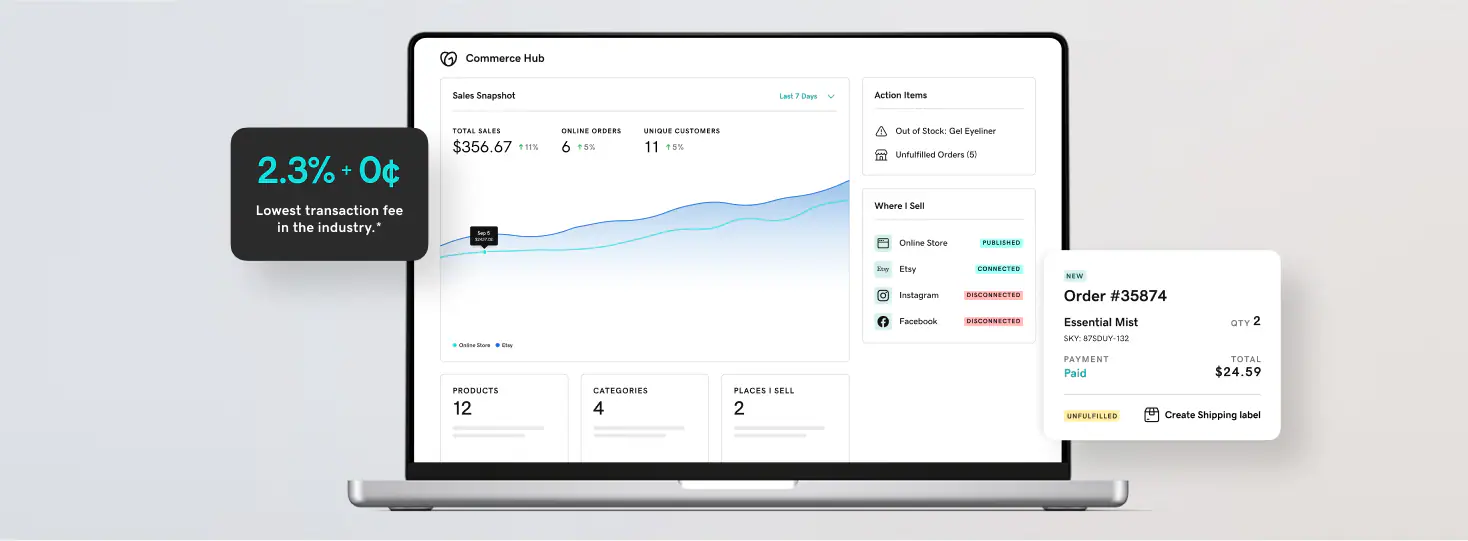 Commerce Hub
Sales Snapshot
Last 7 Days
TOTAL SALES
$356.67
11%
ONLINE ORDERS
6
5%
UNIQUE CUSTOMERS
11
5%
Sep 5
Online Store
Etsy
PRODUCTS
12
CATEGORIES
4
PLACES I SELL
2
Action Items
Out of Stock: Gel Eyeliner
Unfulfilled Orders (5)
Where I Sell
Online Store
PUBLISHED
Etsy
Etsy
CONNECTED
Instagram
DISCONNECTED
Facebook
DISCONNECTED
2.3% + 0¢
Lowest transaction fee
in the industry.*
NEW
Order #35874
Essential Mist
QTY 2
SKY: 87SDUY-132
PAYMENT
TOTAL
Paid
$24.59
UNFULFILLED
Create Shipping label